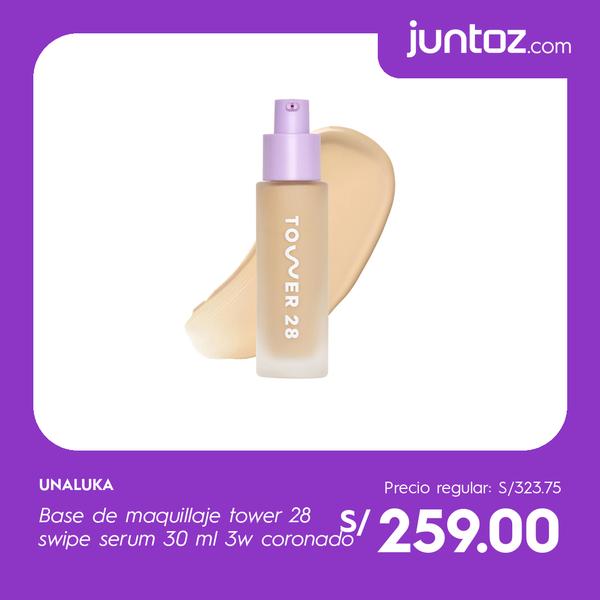 juntoz.com
TOWER 28
UNALUKA
Base de maquillaje tower 28
swipe serum 30 ml 3w coronado
Precio regular: S/323.75
S/ 259.00